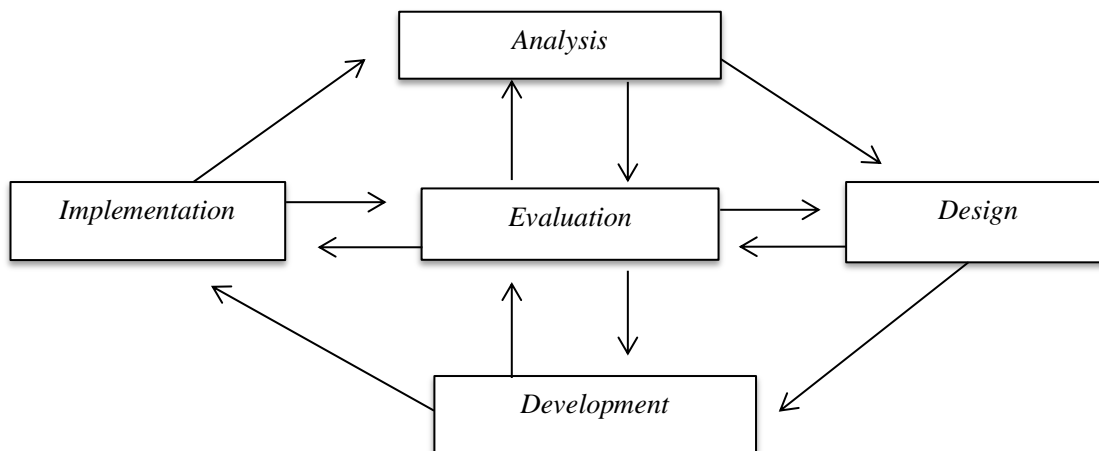 Analysis
Implementation
Evaluation
Design
Development